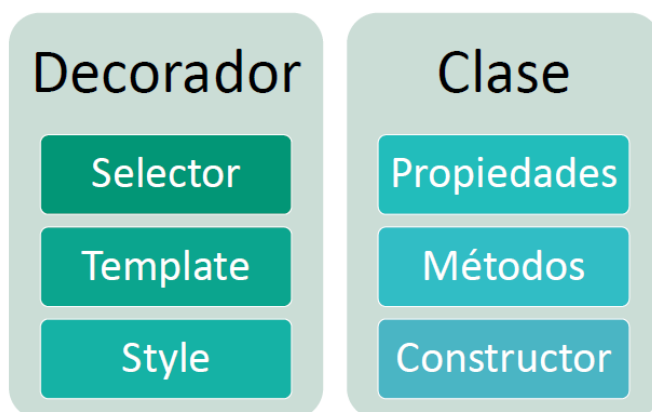 Decorador
Selector
Template
Style
Clase
Propiedades
Métodos
Constructor